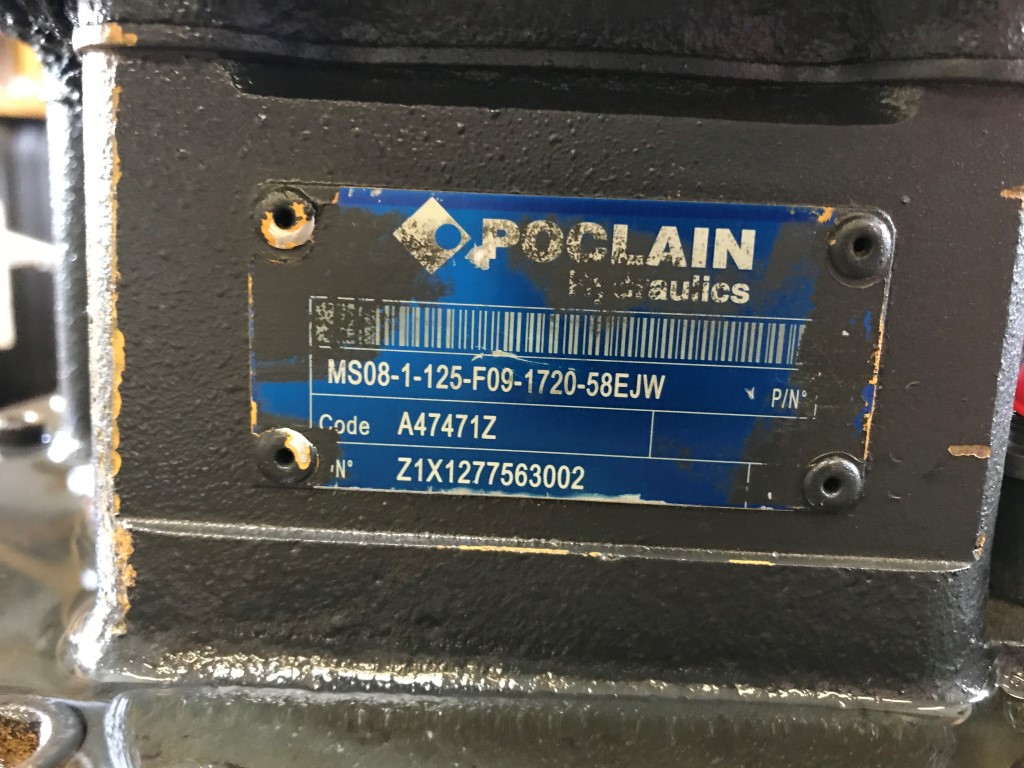 POCLAIN
Hydraulics
MS08-1-125-F09-1720-58EJW
P/N°
Code A47471Z
N° Z1X1277563002